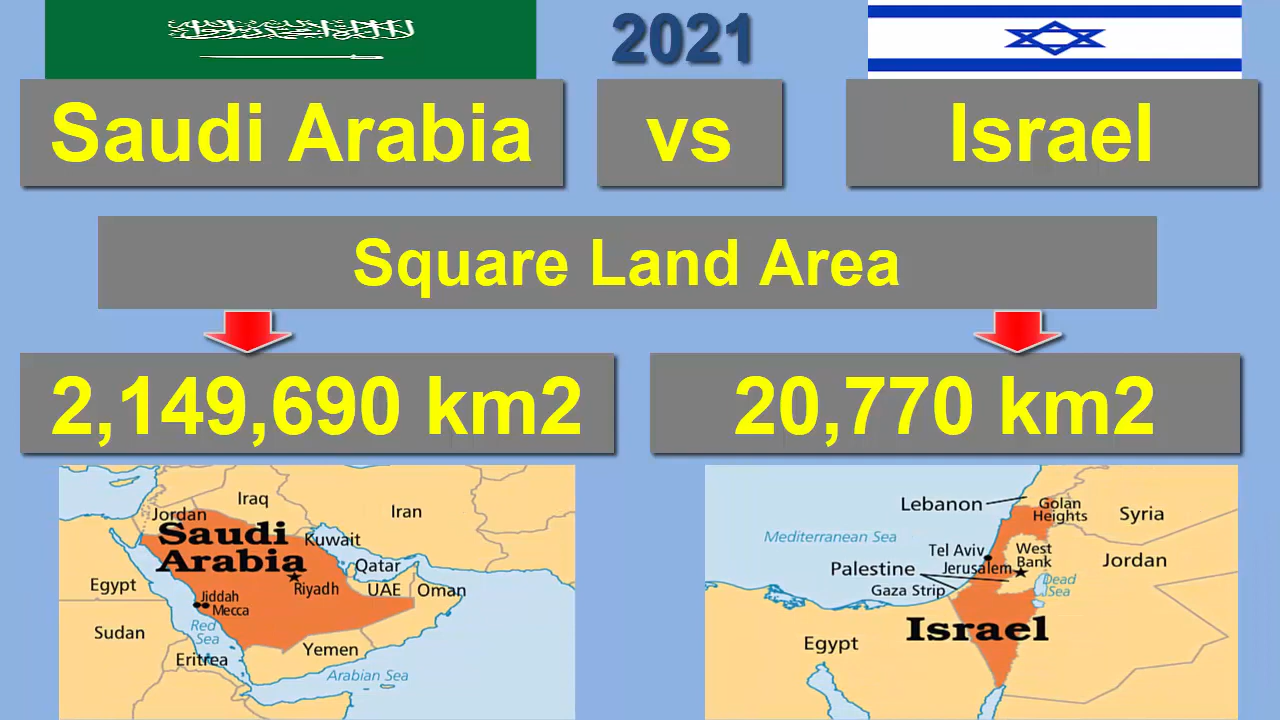 2021
Saudi Arabia
vs
Israel
Square Land Area
2,149,690 km2
20,770 km2
Iraq
Iran
Jordan
Saudi
Arabia
Kuwait
Qatar
Egypt
Riyadh
UAE
Oman
Jiddah
Mecca
Red
Sea
Sudan
Eritrea
Yemen
Arabian Sea
Lebanon
Golan
Heights
Syria
Mediterranean Sea
Tel Aviv
West
Bank
Jordan
Palestine
Jerusalem
Gaza Strip
Dead
Sea
Israel
Egypt